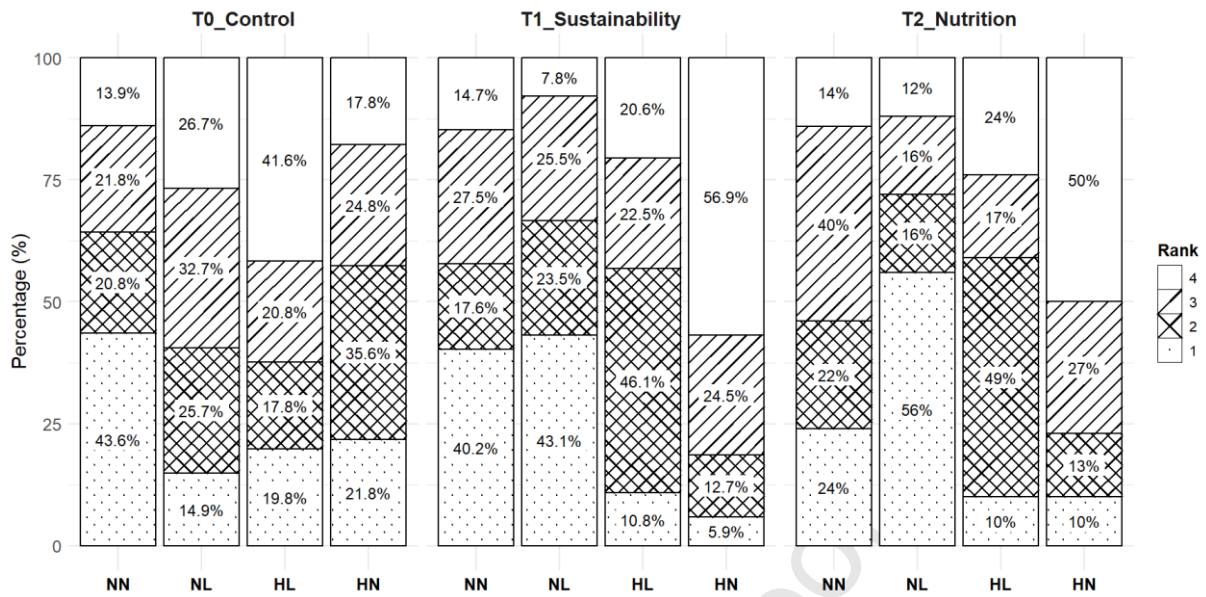 T0_Control T1_Sustainability T2_Nutrition
Percentage (%)
100
75
50
25
0
13.9% 26.7% 41.6% 17.8%
21.8% 32.7% 20.8% 24.8%
20.8% 25.7% 17.8% 35.6%
43.6% 14.9% 19.8% 21.8%
14.7% 7.8% 20.6% 56.9%
27.5% 25.5% 22.5% 24.5%
17.6% 23.5% 46.1% 12.7%
40.2% 43.1% 10.8% 5.9%
14% 12% 24% 50%
40% 16% 17% 27%
22% 16% 49% 13%
24% 56% 10% 10%
NN NL HL HN NN NL HL HN NN NL HL HN
Rank
4
3
2
1